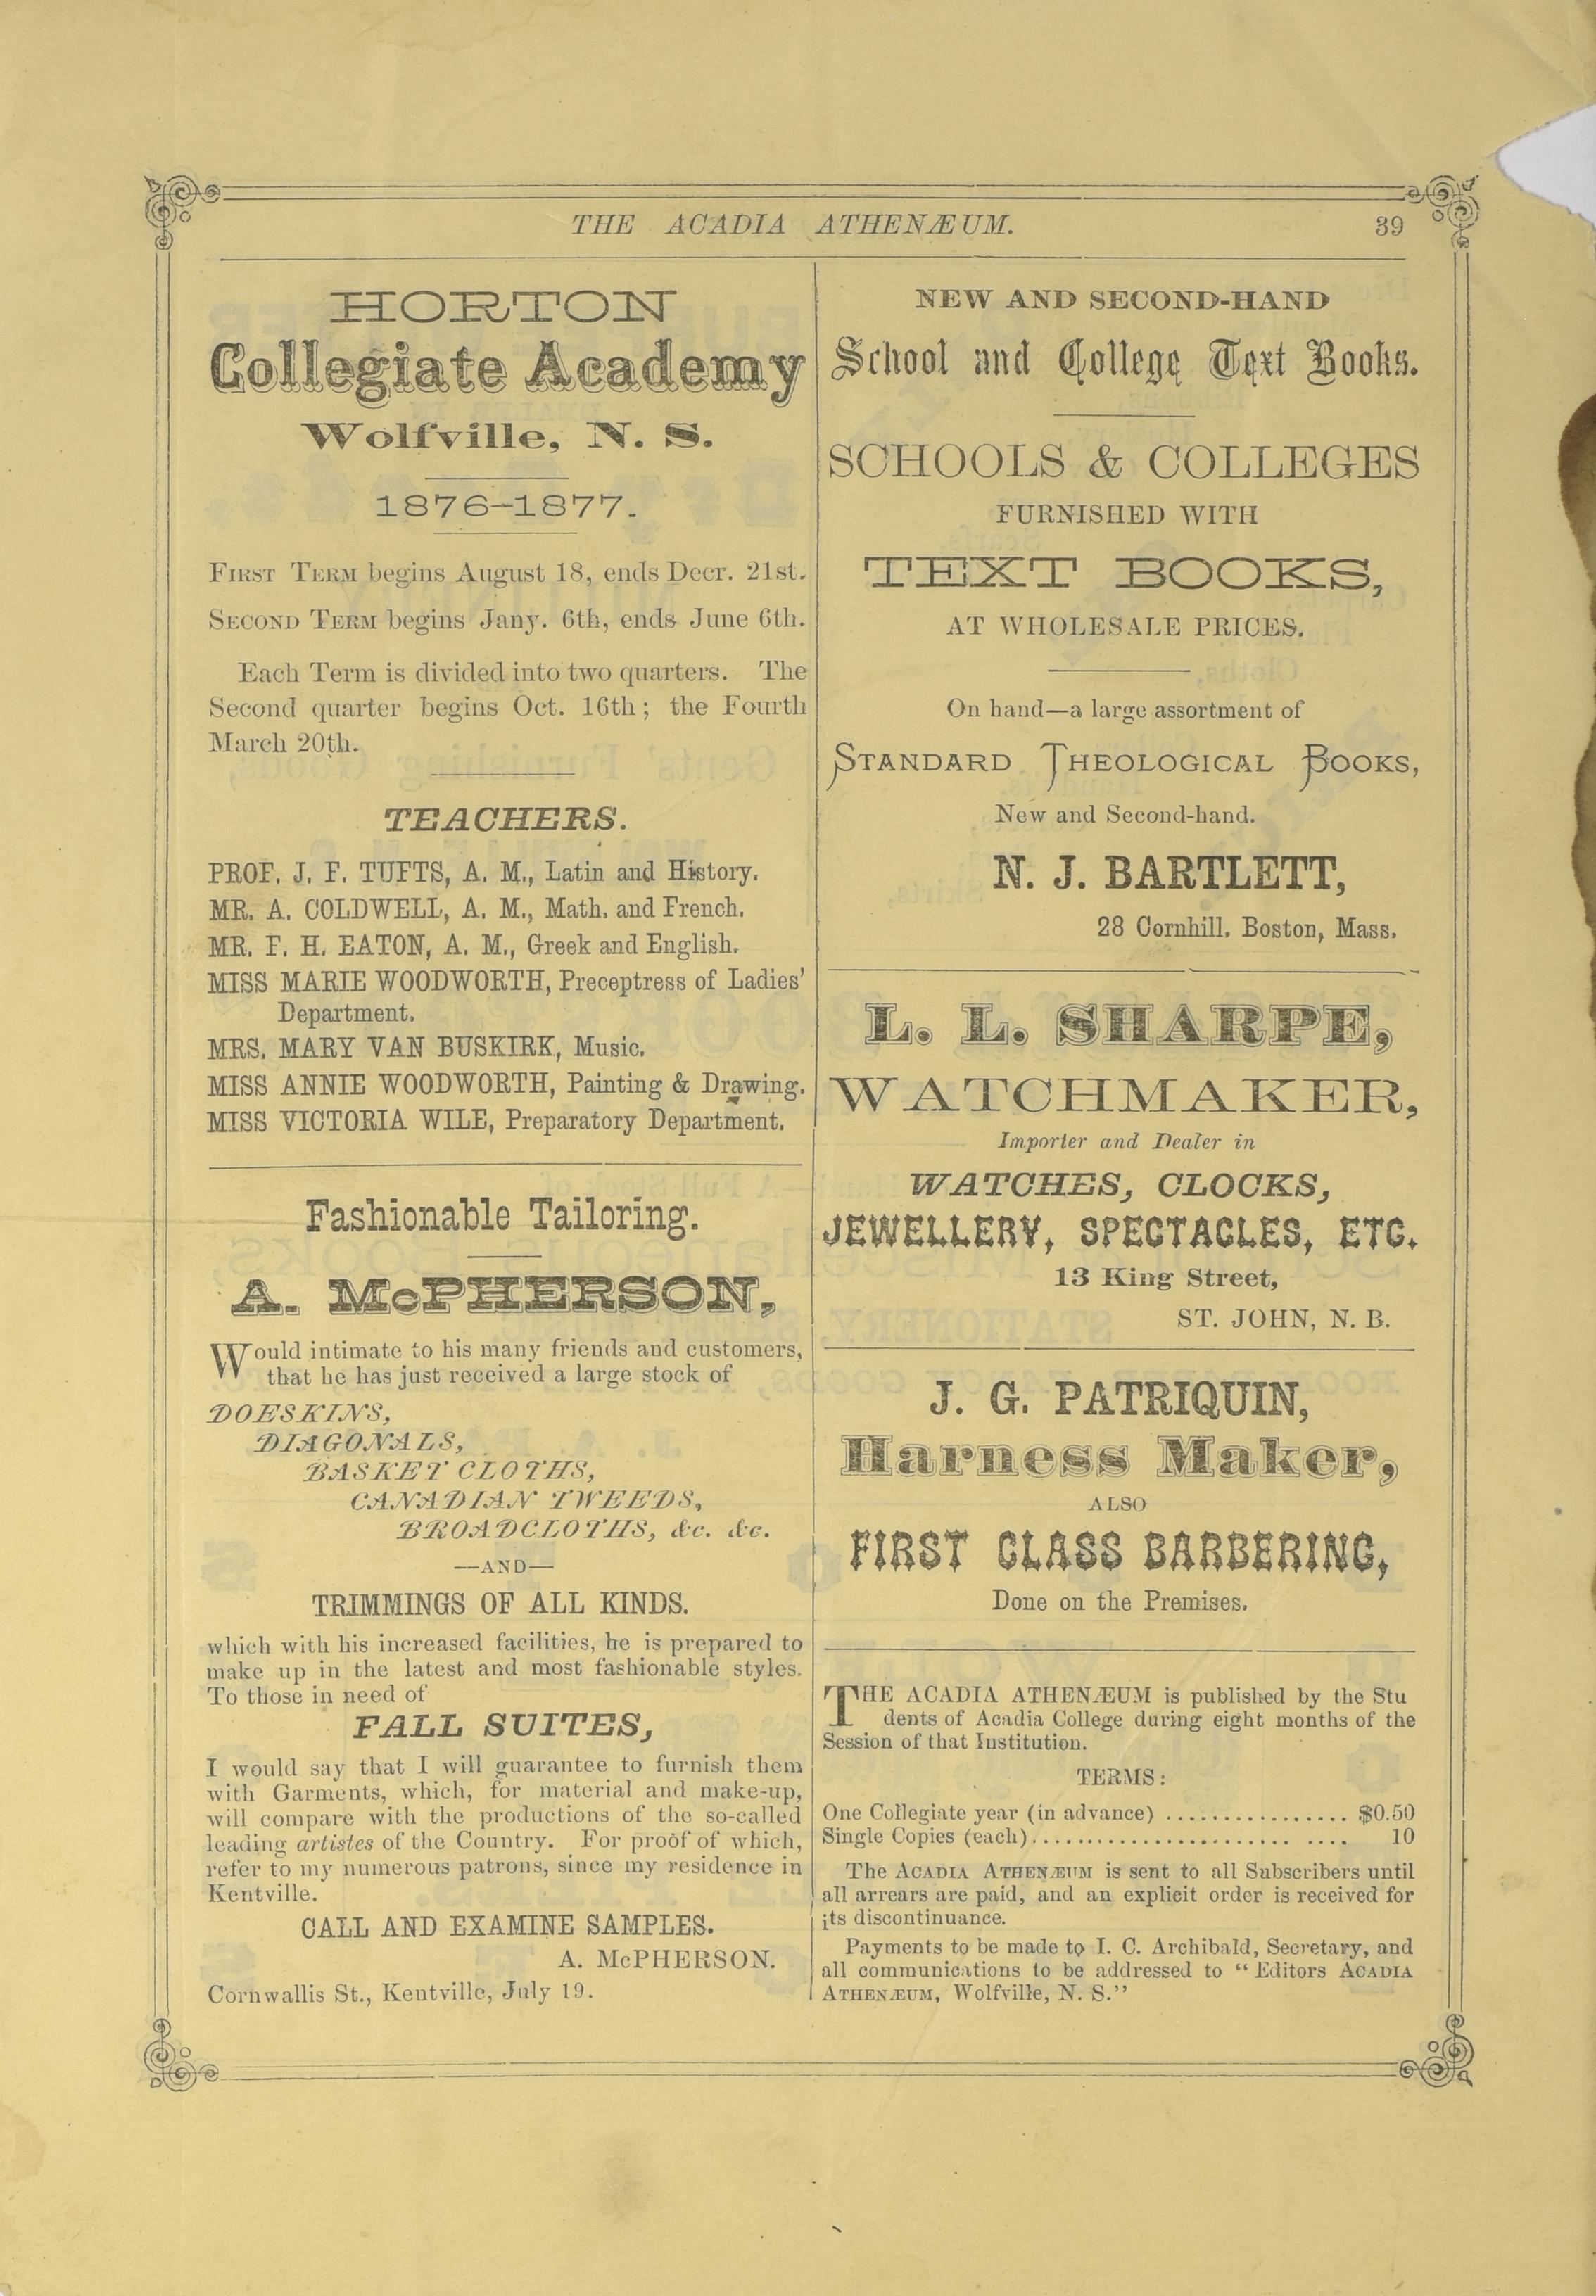 THE ACADIA ATHENÆUM.
39
HORTON
Collegiate Academy
Wolfville, N. S.
1876-1877.
FIRST TERM begins August 18, ends Decr. 21st.
SECOND TERM begins Jany. 6th, ends June 6th.
Each Term is divided into two quarters. The
Second quarter begins Oct. 16th; the Fourth
March 20th.
TEACHERS.
PROF. J. F. TUFTS, A. M., Latin and History.
MR. A. COLDWELL, A. M., Math. and French.
MR. F. H. EATON, A. M., Greek and English.
MISS MARIE WOODWORTH, Preceptress of Ladies'
Department.
MRS. MARY VAN BUSKIRK, Music.
MISS ANNIE WOODWORTH, Painting & Drawing.
MISS VICTORIA WILE, Preparatory Department.
Fashionable Tailoring.
A. McPHERSON,
Would intimate to his many friends and customers,
that he has just received a large stock of
DOESKINS,
DIAGONALS,
BASKET CLOTHS,
CANADIAN TWEEDS,
BROADCLOTHS, &c. &c.
—AND—
TRIMMINGS OF ALL KINDS.
which with his increased facilities, he is prepared to
make up in the latest and most fashionable styles.
To those in need of
FALL SUITES,
I would say that I will guarantee to furnish them
with Garments, which, for material and make-up,
will compare with the productions of the so-called
leading artistes of the Country. For proof of which,
refer to my numerous patrons, since my residence in
Kentville.
CALL AND EXAMINE SAMPLES.
A. McPHERSON.
Cornwallis St., Kentville, July 19.
NEW AND SECOND-HAND
School and College Text Books.
SCHOOLS & COLLEGES
FURNISHED WITH
TEXT BOOKS,
AT WHOLESALE PRICES.
On hand—a large assortment of
STANDARD THEOLOGICAL BOOKS,
New and Second-hand.
N. J. BARTLETT,
28 Cornhill. Boston, Mass.
L. L. SHARPE,
WATCHMAKER,
Importer and Dealer in
WATCHES, CLOCKS,
JEWELLERY, SPECTACLES, ETC.
13 King Street,
ST. JOHN, N. B.
J. G. PATRIQUIN,
Harness Maker,
ALSO
FIRST CLASS BARBERING,
Done on the Premises.
THE ACADIA ATHENÆUM is published by the Stu
dents of Acadia College during eight months of the
Session of that Institution.
TERMS:
One Collegiate year (in advance) ................ $0.50
Single Copies (each)....................... .... 10
The ACADIA ATHENÆUM is sent to all Subscribers until
all arrears are paid, and an explicit order is received for
its discontinuance.
Payments to be made to I. C. Archibald, Secretary, and
all communications to be addressed to "Editors ACADIA
ATHENÆUM, Wolfville, N. S."